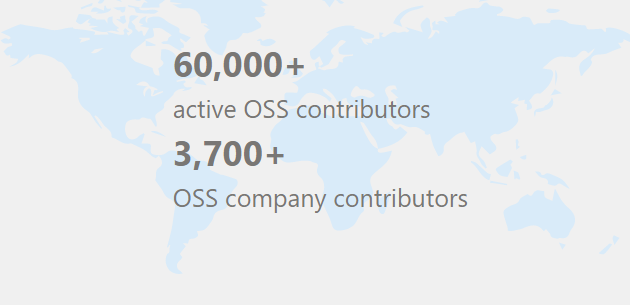 60,000+
active OSS contributors
3,700+
OSS company contributors